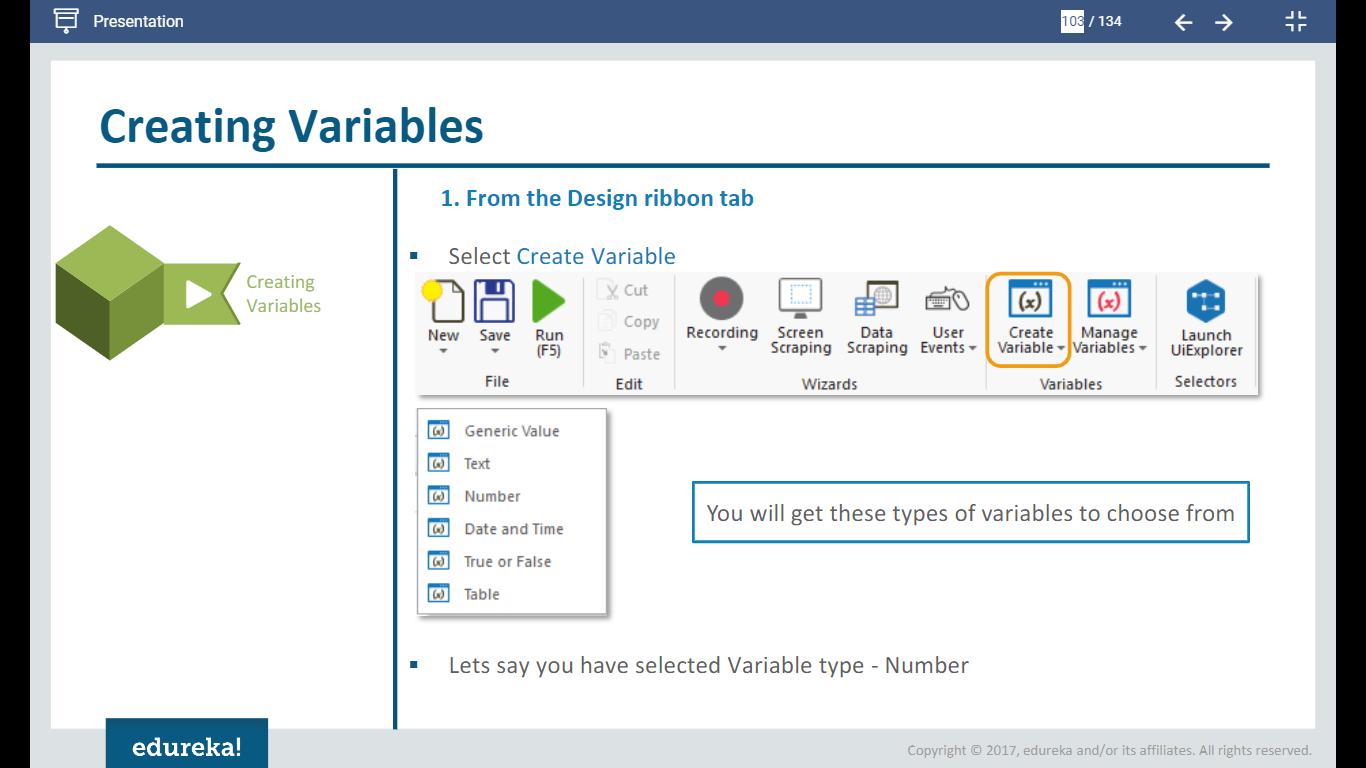 Presentation
103 / 134
Creating Variables
1. From the Design ribbon tab
Creating
Variables
Select Create Variable
New
Save
Run
(F5)
File
Cut
Copy
Paste
Edit
Recording
Screen
Scraping
Data
Scraping
User
Events
Wizards
(x)
Create
Variable
(x)
Manage
Variables
Variables
Launch
UiExplorer
Selectors
(x) Generic Value
(x) Text
(x) Number
(x) Date and Time
(x) True or False
(x) Table
You will get these types of variables to choose from
Lets say you have selected Variable type - Number
edureka!
Copyright © 2017, edureka and/or its affiliates. All rights reserved.